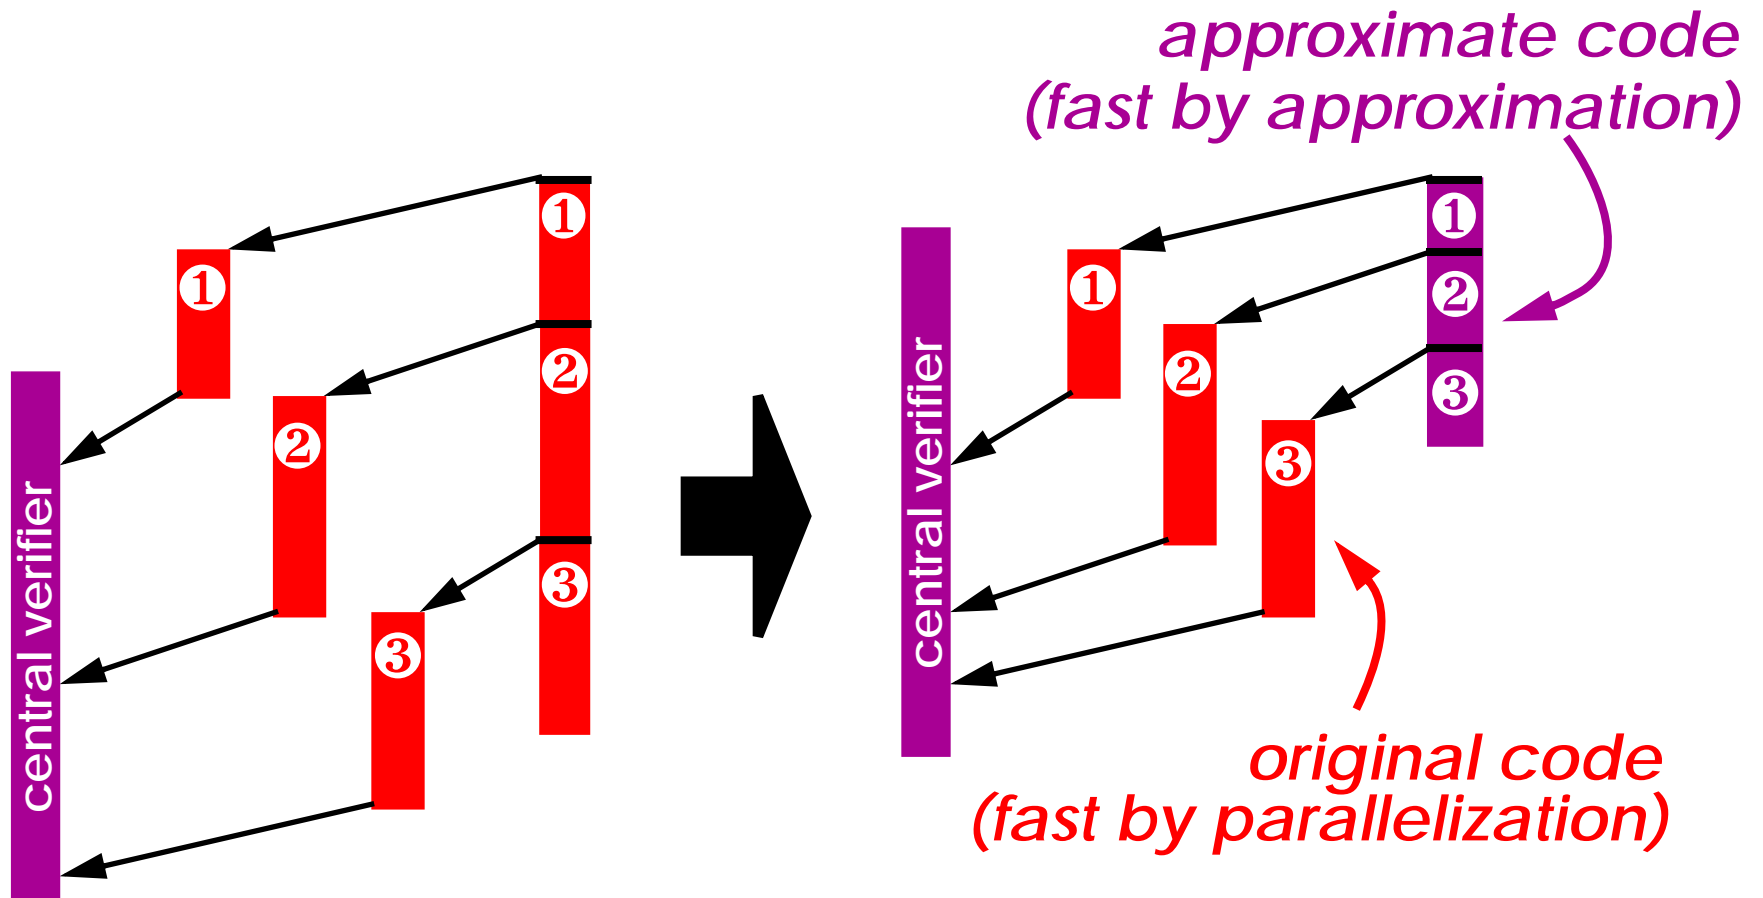 approximate code
(fast by approximation)
1
1
2
2
3
3
central verifier
1
1
2
2
3
3
central verifier
original code
(fast by parallelization)